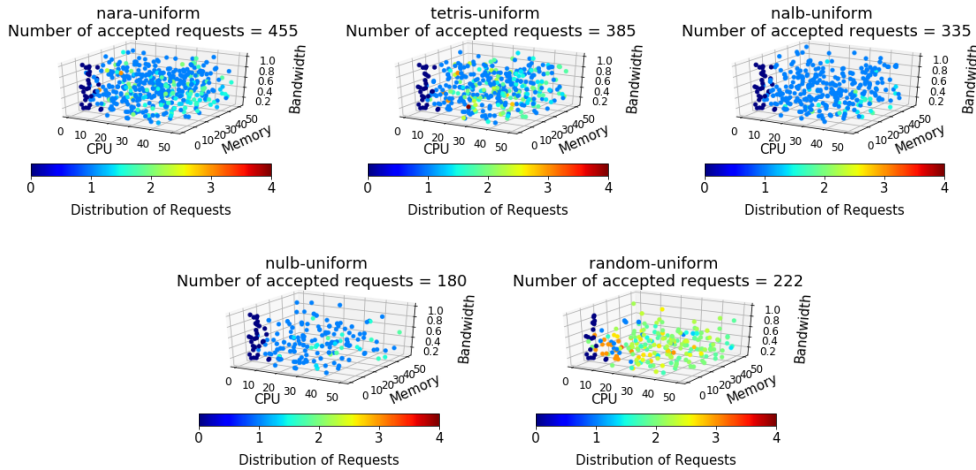 nara-uniform
Number of accepted requests = 455
1.0
0.8
0.6
0.4
0.2
Bandwidth
0 10 20 30 40 50
CPU
0 10 20 30 40 50
Memory
0 1 2 3 4
Distribution of Requests
tetris-uniform
Number of accepted requests = 385
1.0
0.8
0.6
0.4
0.2
Bandwidth
0 10 20 30 40 50
CPU
0 10 20 30 40 50
Memory
0 1 2 3 4
Distribution of Requests
nalb-uniform
Number of accepted requests = 335
1.0
0.8
0.6
0.4
0.2
Bandwidth
0 10 20 30 40 50
CPU
0 10 20 30 40 50
Memory
0 1 2 3 4
Distribution of Requests
nulb-uniform
Number of accepted requests = 180
1.0
0.8
0.6
0.4
0.2
Bandwidth
0 10 20 30 40 50
CPU
0 10 20 30 40 50
Memory
0 1 2 3 4
Distribution of Requests
random-uniform
Number of accepted requests = 222
1.0
0.8
0.6
0.4
0.2
Bandwidth
0 10 20 30 40 50
CPU
0 10 20 30 40 50
Memory
0 1 2 3 4
Distribution of Requests